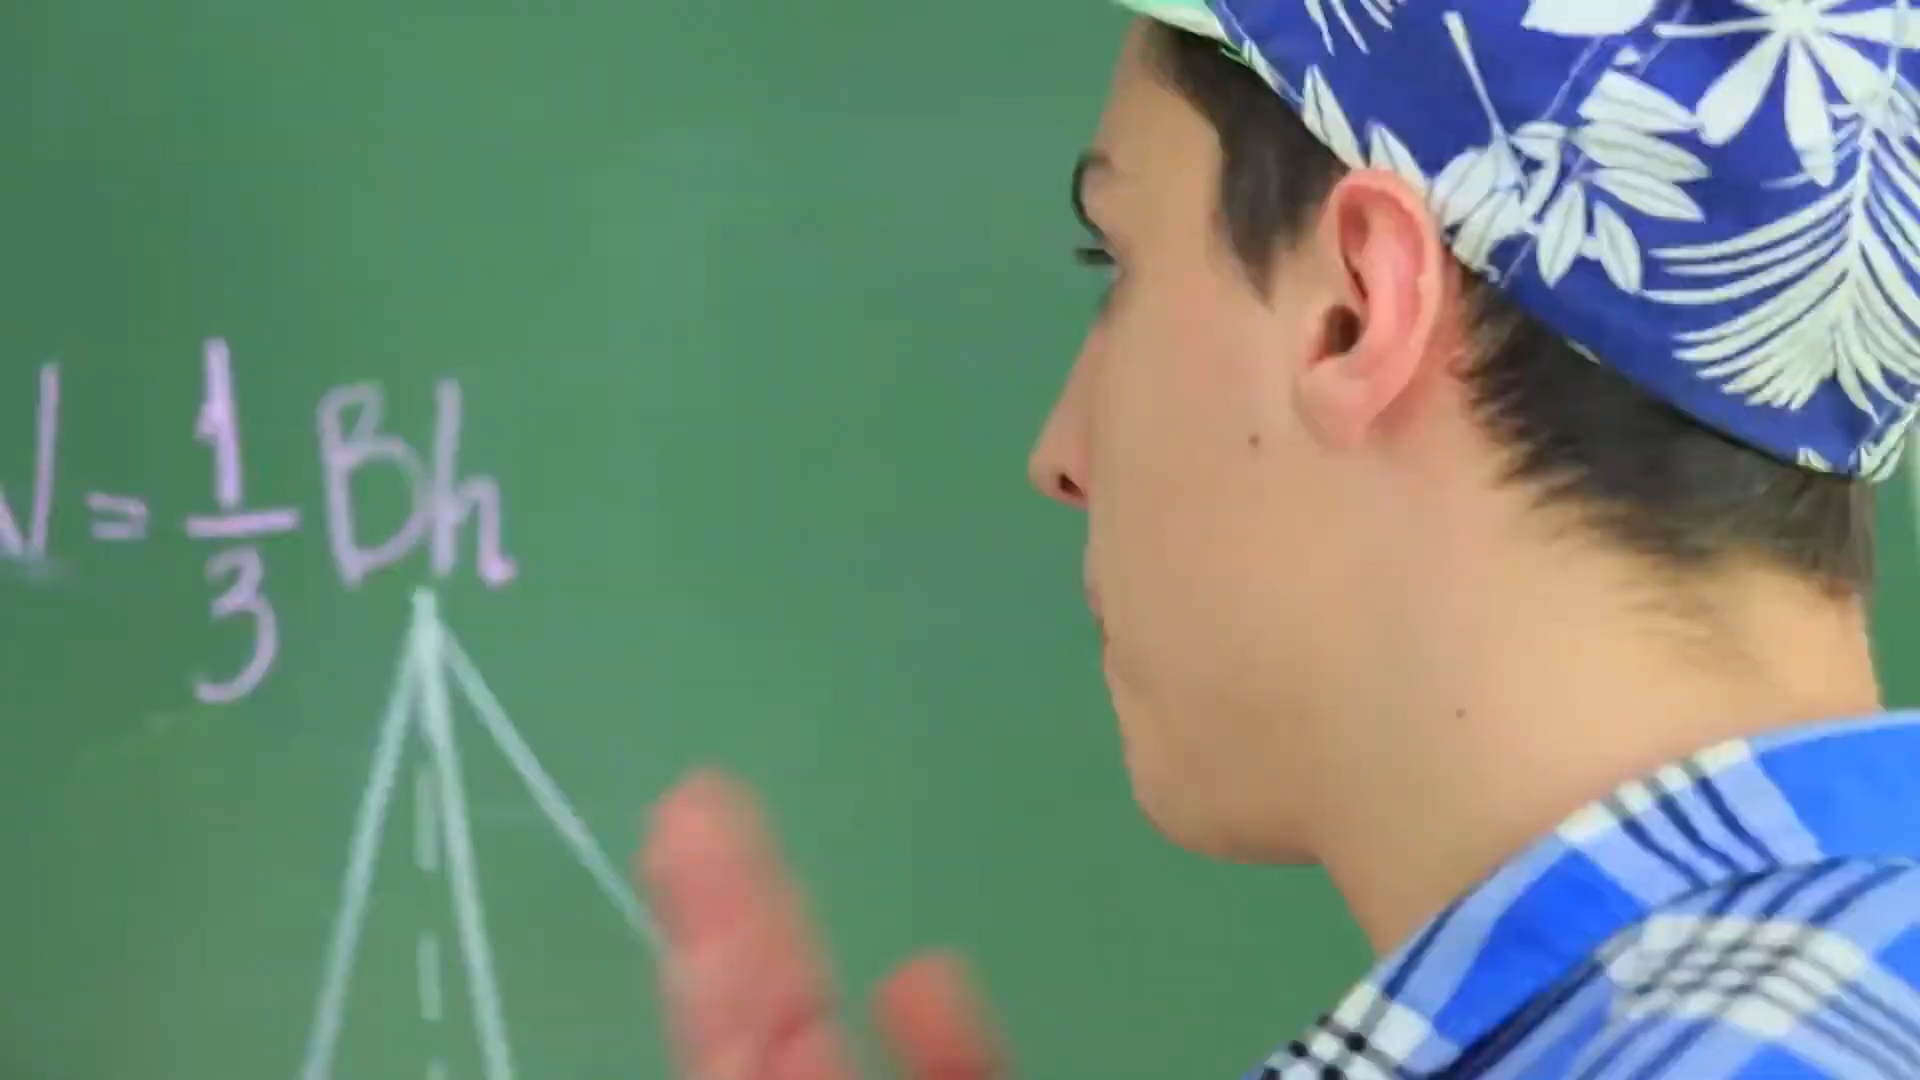 V = 1/3 Bh